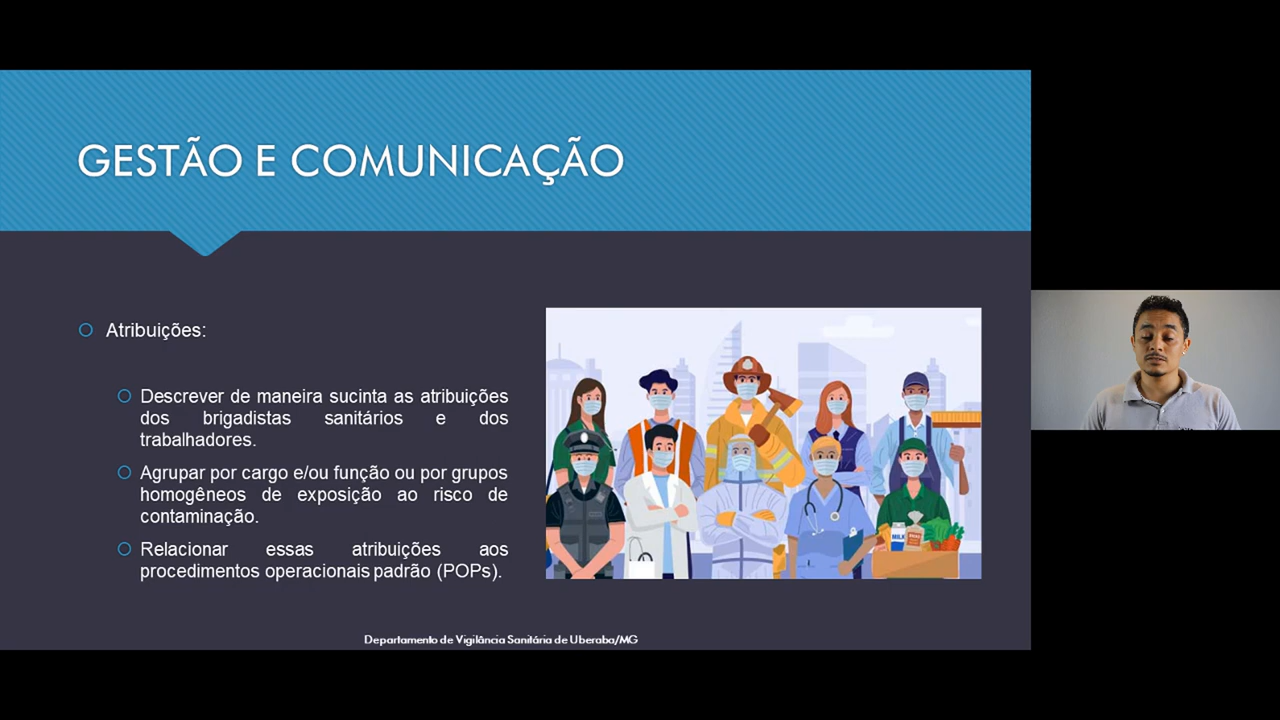 GESTÃO E COMUNICAÇÃO
Atribuições:
Descrever de maneira sucinta as atribuições
dos brigadistas sanitários e dos
trabalhadores.
Agrupar por cargo e/ou função ou por grupos
homogêneos de exposição ao risco de
contaminação.
Relacionar essas atribuições aos
procedimentos operacionais padrão (POPs).
MILK
Departamento de Vigilância Sanitária de Uberaba/MG